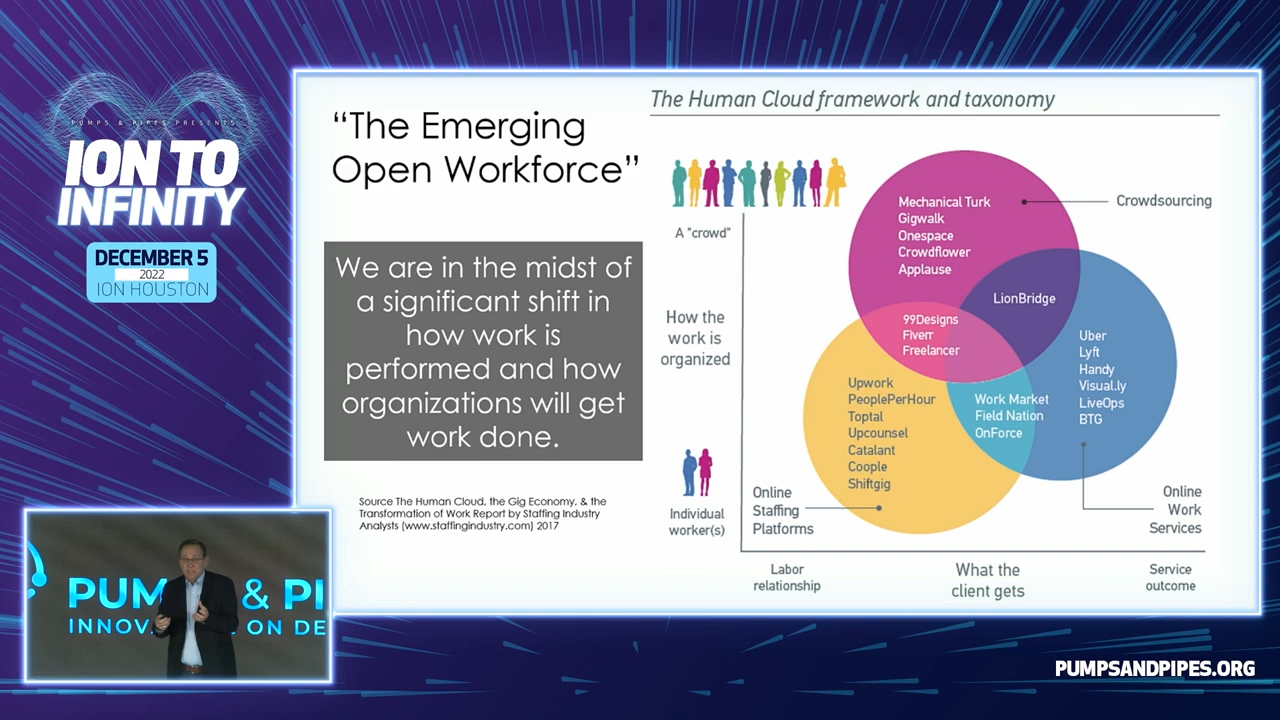 PUMPS & PIPES PRESENTS
ION TO
INFINITY
DECEMBER 5
2022
ION HOUSTON
“The Emerging
Open Workforce”
We are in the midst of
a significant shift in
how work is
performed and how
organizations will get
work done.
Source The Human Cloud, the Gig Economy, & the
Transformation of Work Report by Staffing Industry
Analysts (www.staffingindustry.com) 2017
The Human Cloud framework and taxonomy
A "crowd"
How the
work is
organized
Individual
worker(s)
Mechanical Turk
Gigwalk
Onespace
Crowdflower
Applause
Crowdsourcing
LionBridge
99Designs
Fiverr
Freelancer
Uber
Lyft
Handy
Visual.ly
LiveOps
BTG
Upwork
PeoplePerHour
Toptal
Upcounsel
Catalant
Coople
Shiftgig
Work Market
Field Nation
OnForce
Online
Staffing
Platforms
Online
Work
Services
Labor
relationship
What the
client gets
Service
outcome
PUM & PI
INNOV ON DE
PUMPSANDPIPES.ORG